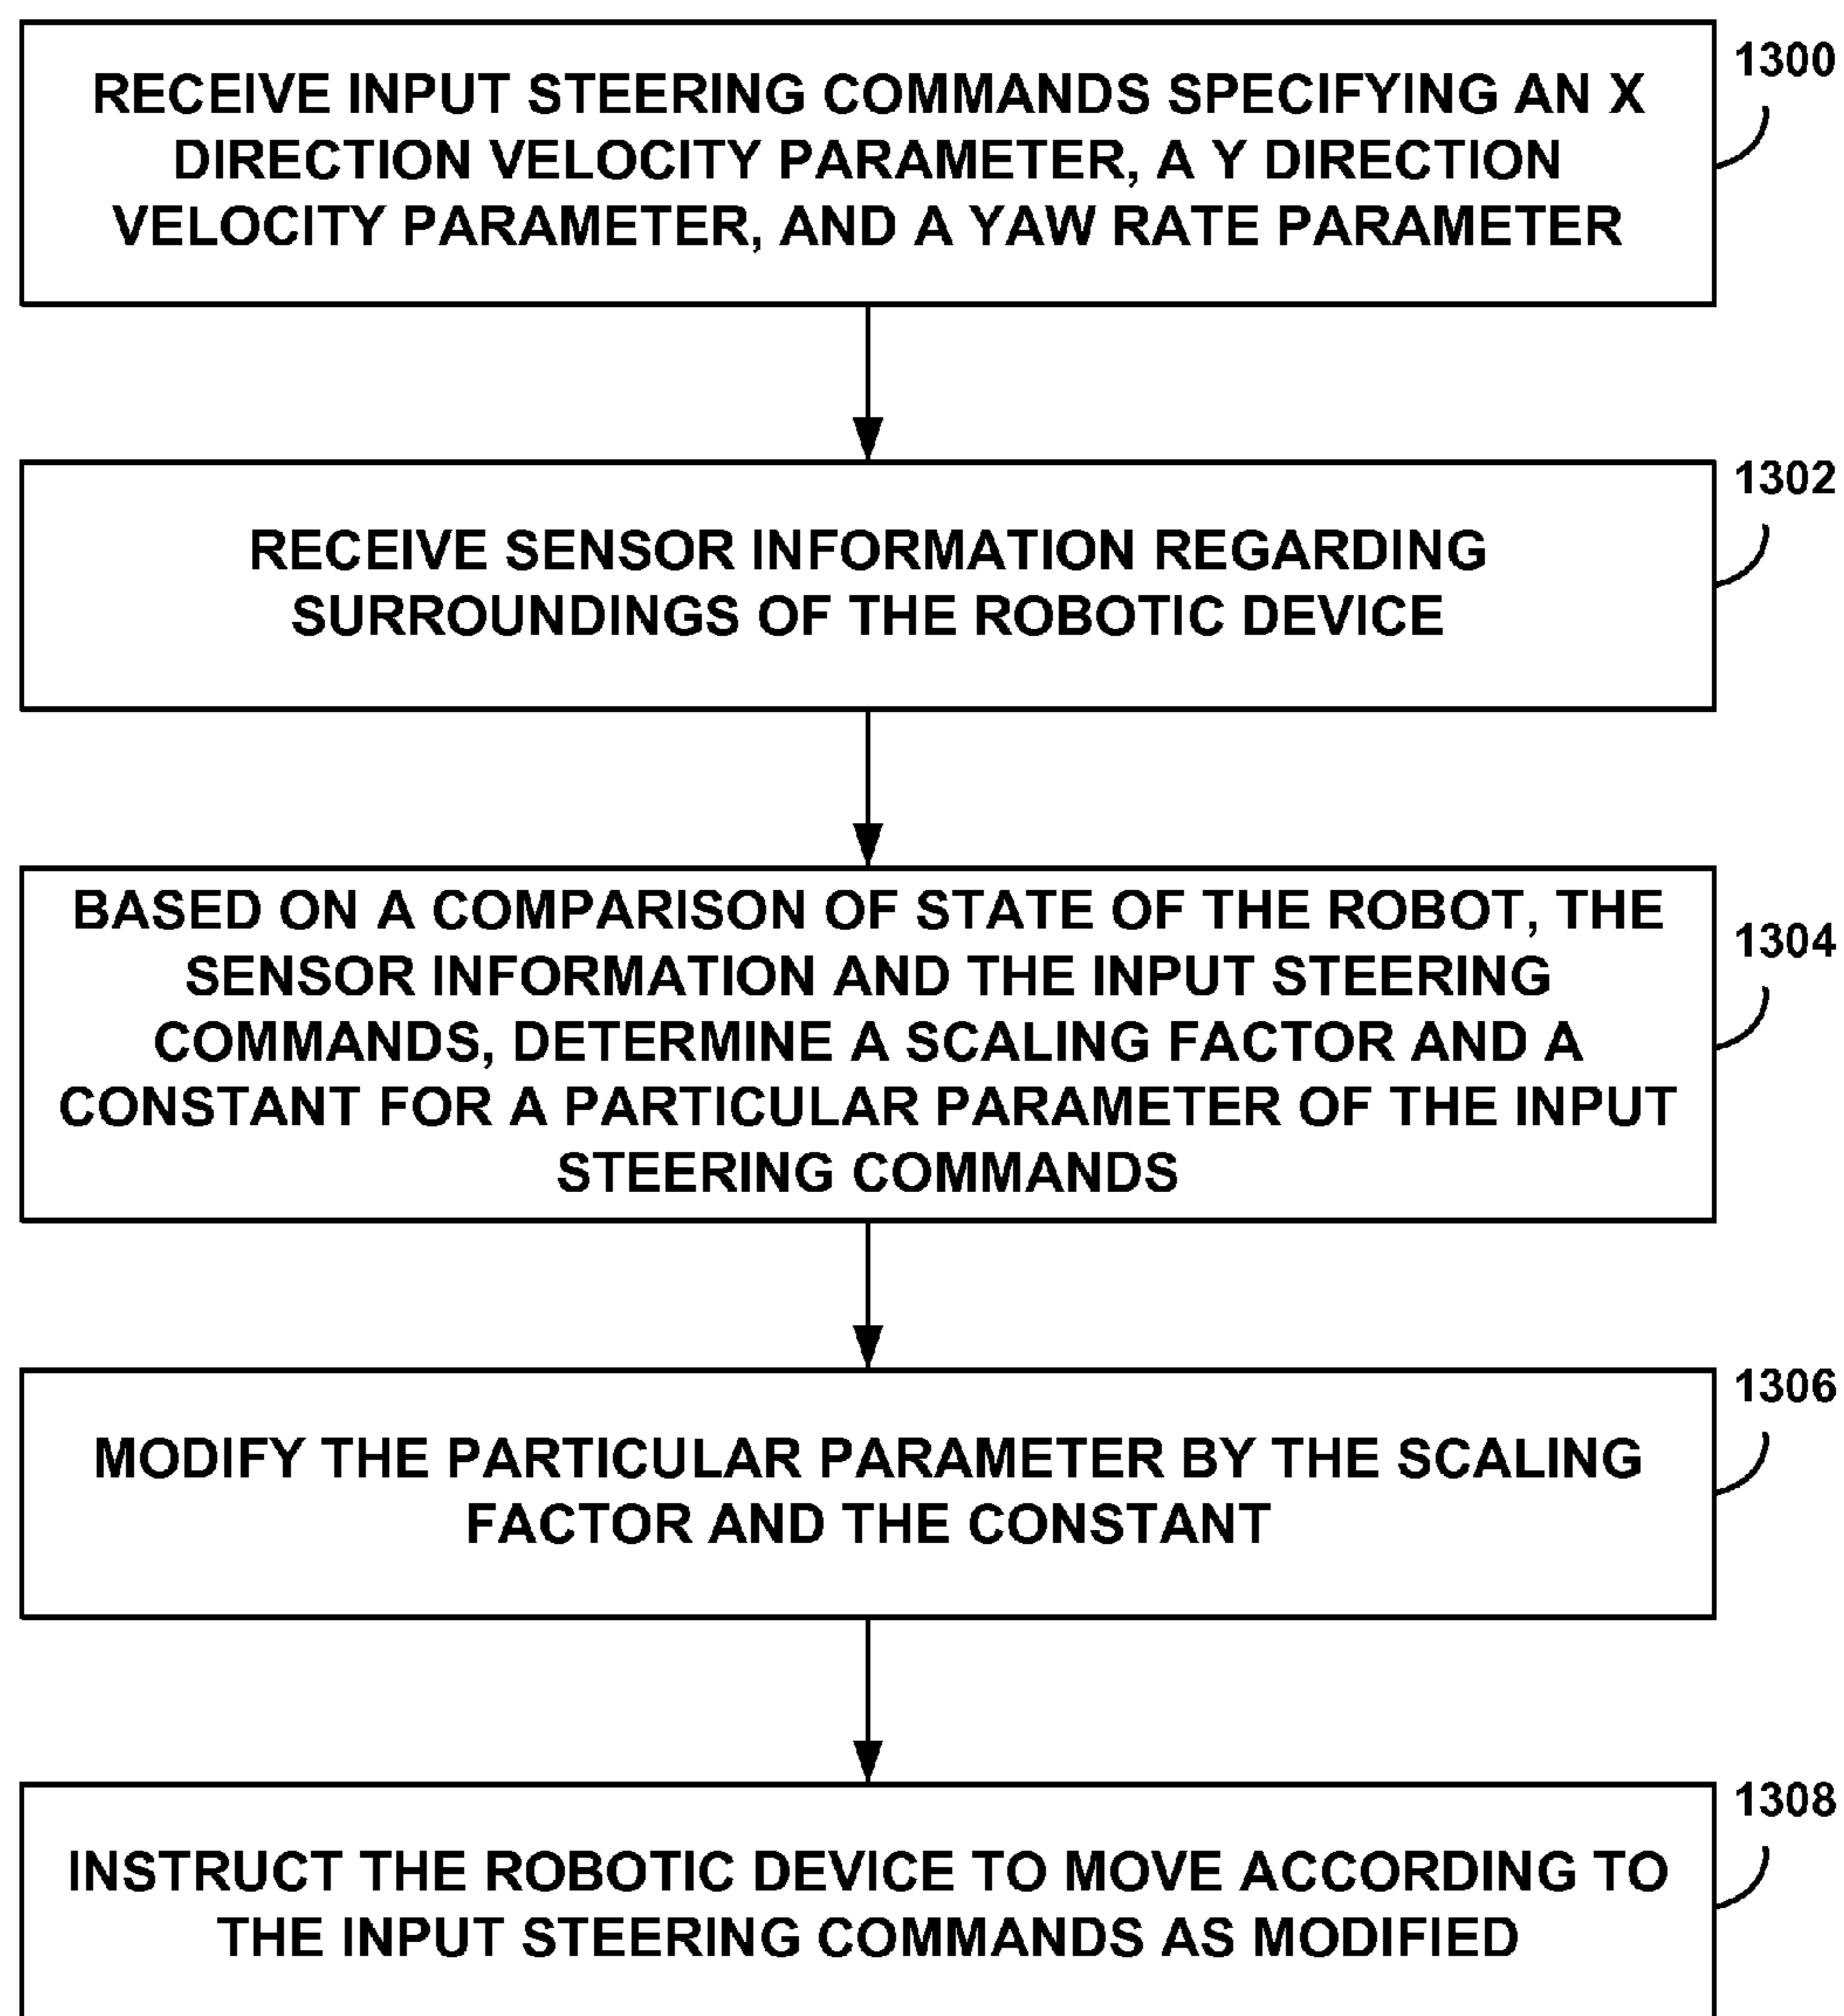 RECEIVE INPUT STEERING COMMANDS SPECIFYING AN X
DIRECTION VELOCITY PARAMETER, A Y DIRECTION
VELOCITY PARAMETER, AND A YAW RATE PARAMETER
1300
RECEIVE SENSOR INFORMATION REGARDING
SURROUNDINGS OF THE ROBOTIC DEVICE
1302
BASED ON A COMPARISON OF STATE OF THE ROBOT, THE
SENSOR INFORMATION AND THE INPUT STEERING
COMMANDS, DETERMINE A SCALING FACTOR AND A
CONSTANT FOR A PARTICULAR PARAMETER OF THE INPUT
STEERING COMMANDS
1304
MODIFY THE PARTICULAR PARAMETER BY THE SCALING
FACTOR AND THE CONSTANT
1306
INSTRUCT THE ROBOTIC DEVICE TO MOVE ACCORDING TO
THE INPUT STEERING COMMANDS AS MODIFIED
1308